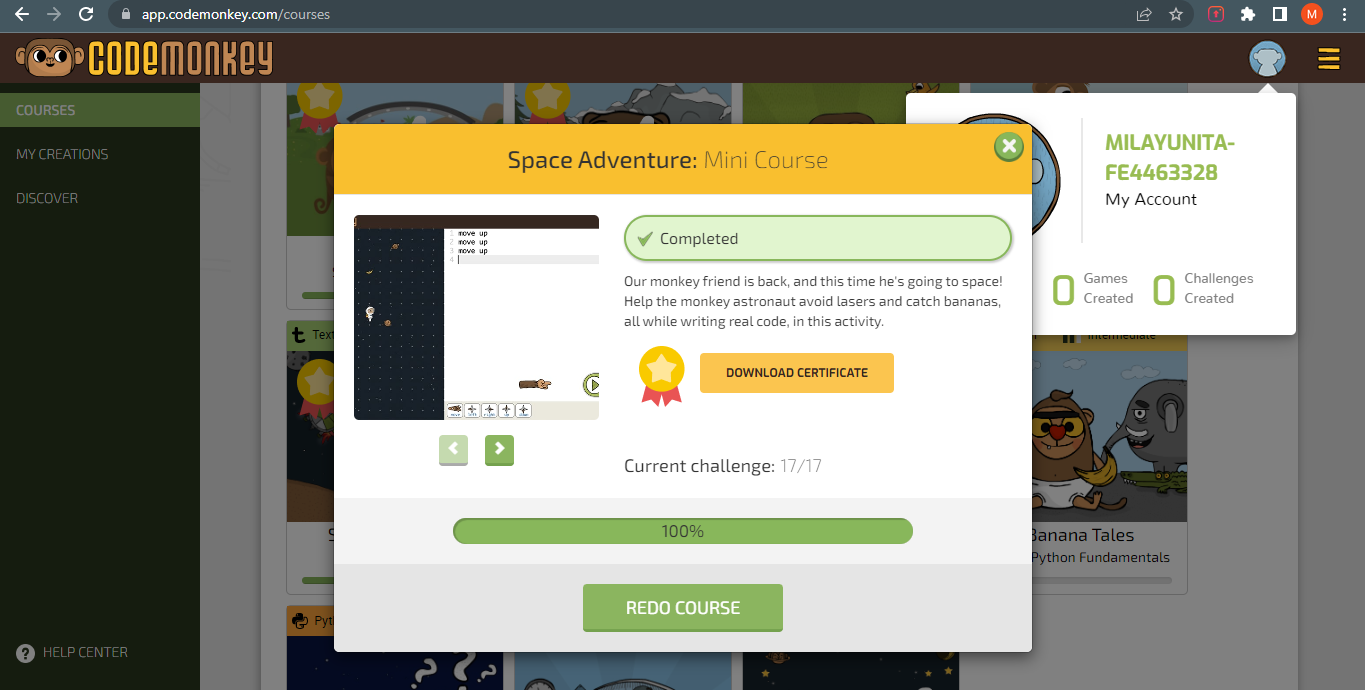 app.codemonkey.com/courses
M
CODEMONKEY
COURSES
MY CREATIONS
DISCOVER
HELP CENTER
MILAYUNITA-
FE4463328
My Account
0 Games
Created
0 Challenges
Created
Space Adventure: Mini Course
1 move up
2 move up
3 move up
4
Completed
Our monkey friend is back, and this time he's going to space!
Help the monkey astronaut avoid lasers and catch bananas,
all while writing real code, in this activity.
DOWNLOAD CERTIFICATE
Current challenge: 17/17
100%
REDO COURSE
Text
Intermediate
S
Banana Tales
Python Fundamentals
Pyt